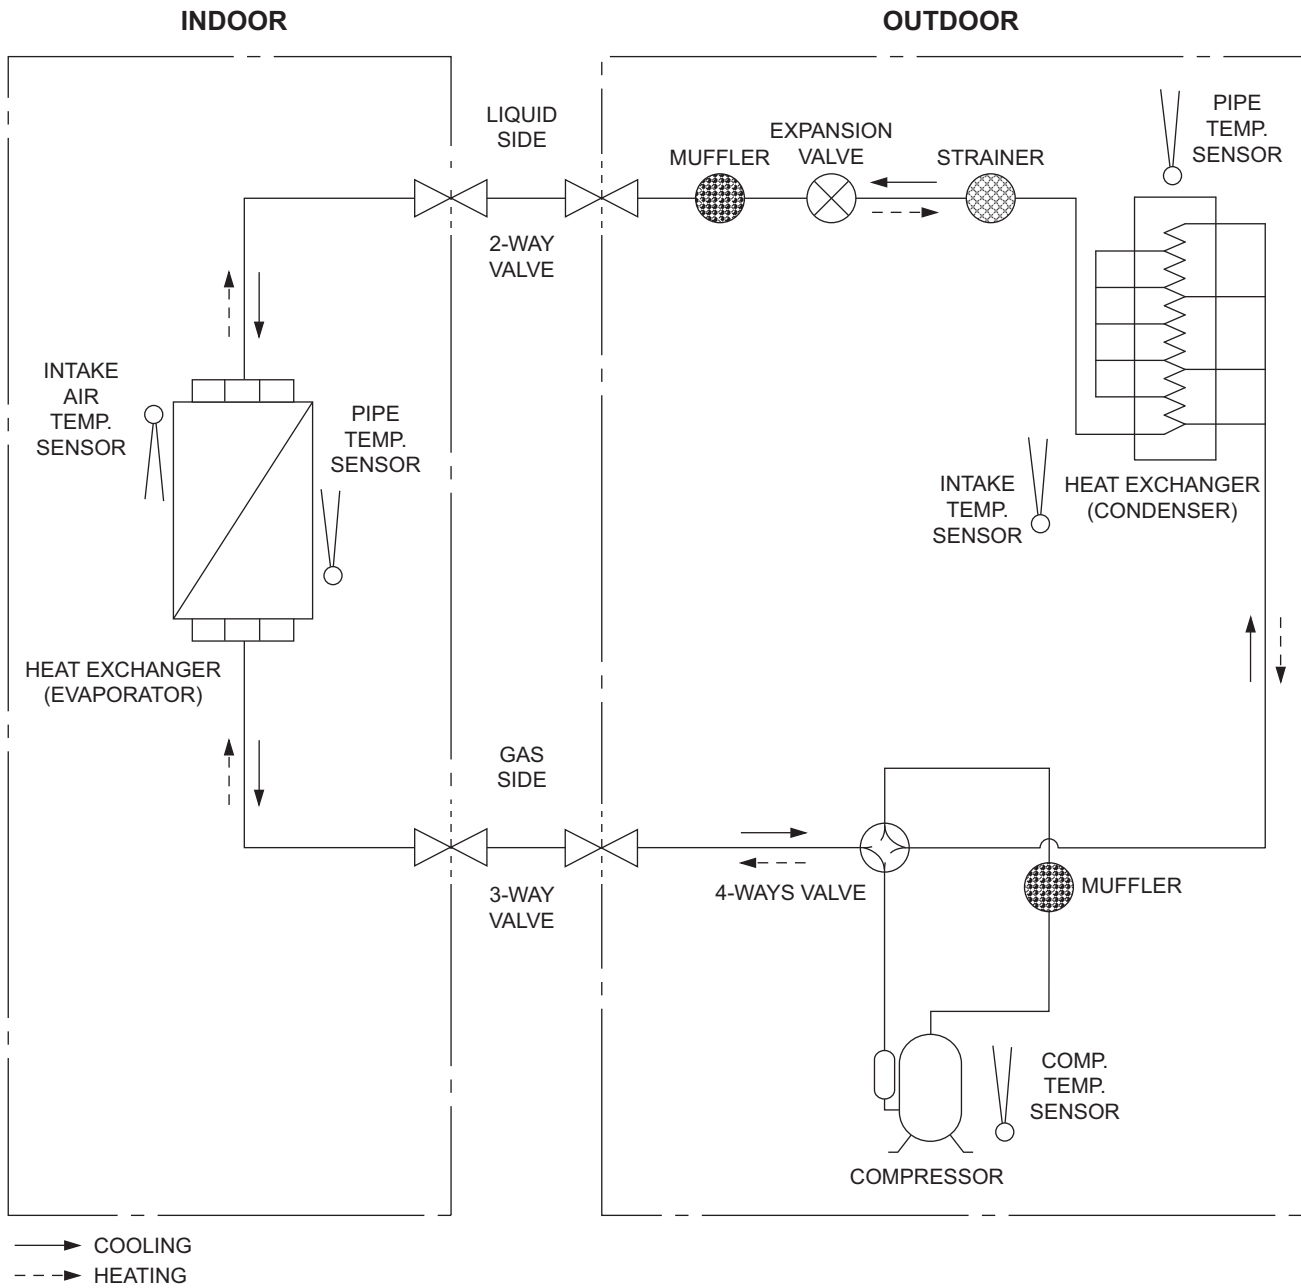 INDOOR
OUTDOOR
LIQUID
SIDE
MUFFLER
EXPANSION
VALVE
STRAINER
PIPE
TEMP.
SENSOR
2-WAY
VALVE
INTAKE
AIR
TEMP.
SENSOR
PIPE
TEMP.
SENSOR
INTAKE
TEMP.
SENSOR
HEAT EXCHANGER
(CONDENSER)
HEAT EXCHANGER
(EVAPORATOR)
GAS
SIDE
3-WAY
VALVE
4-WAYS VALVE
MUFFLER
COMP.
TEMP.
SENSOR
COMPRESSOR
COOLING
HEATING